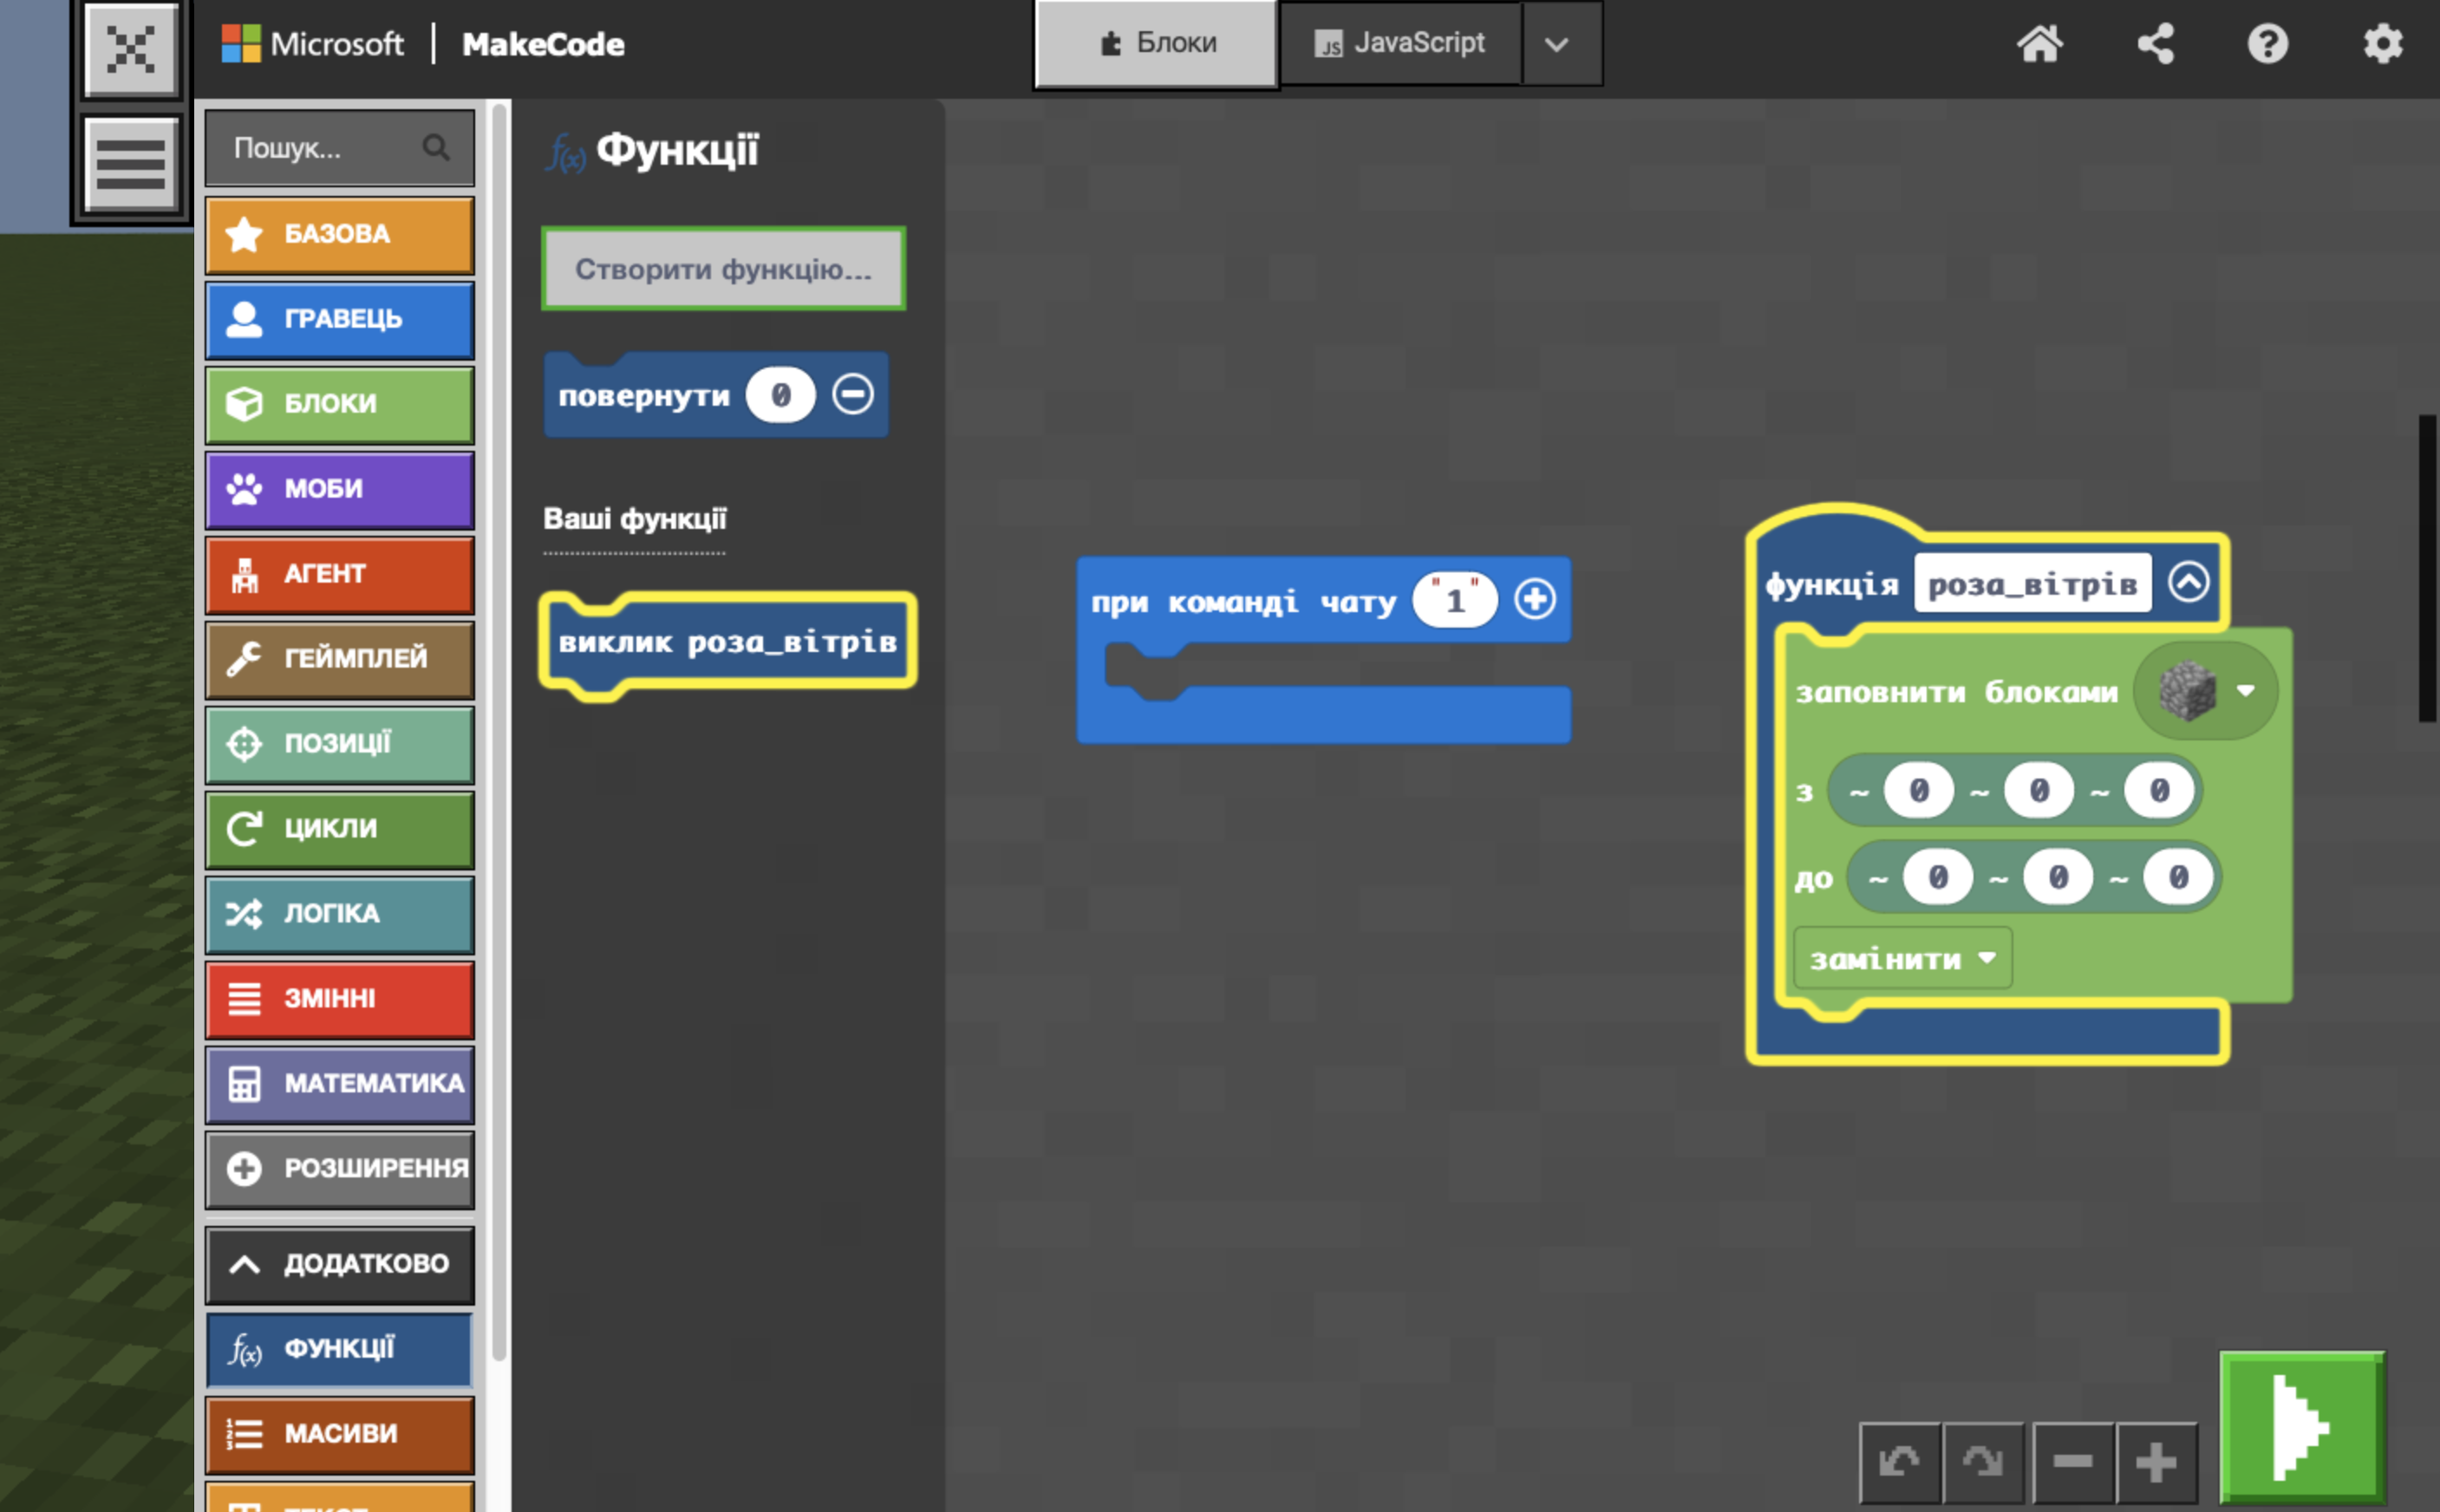 Microsoft | MakeCode
Блоки
JavaScript
Пошук...
БАЗОВА
ГРАВЕЦЬ
БЛОКИ
МОБИ
АГЕНТ
ГЕЙМПЛЕЙ
ПОЗИЦІЇ
ЦИКЛИ
ЛОГІКА
ЗМІННІ
МАТЕМАТИКА
РОЗШИРЕННЯ
ДОДАТКОВО
f(x) ФУНКЦІЇ
МАСИВИ
f(x) Функції
Створити функцію...
повернути 0
Ваші функції
виклик роза_вітрів
при команді чату "1"
функція роза_вітрів
заповнити блоками
з ~ 0 ~ 0 ~ 0
до ~ 0 ~ 0 ~ 0
замінити